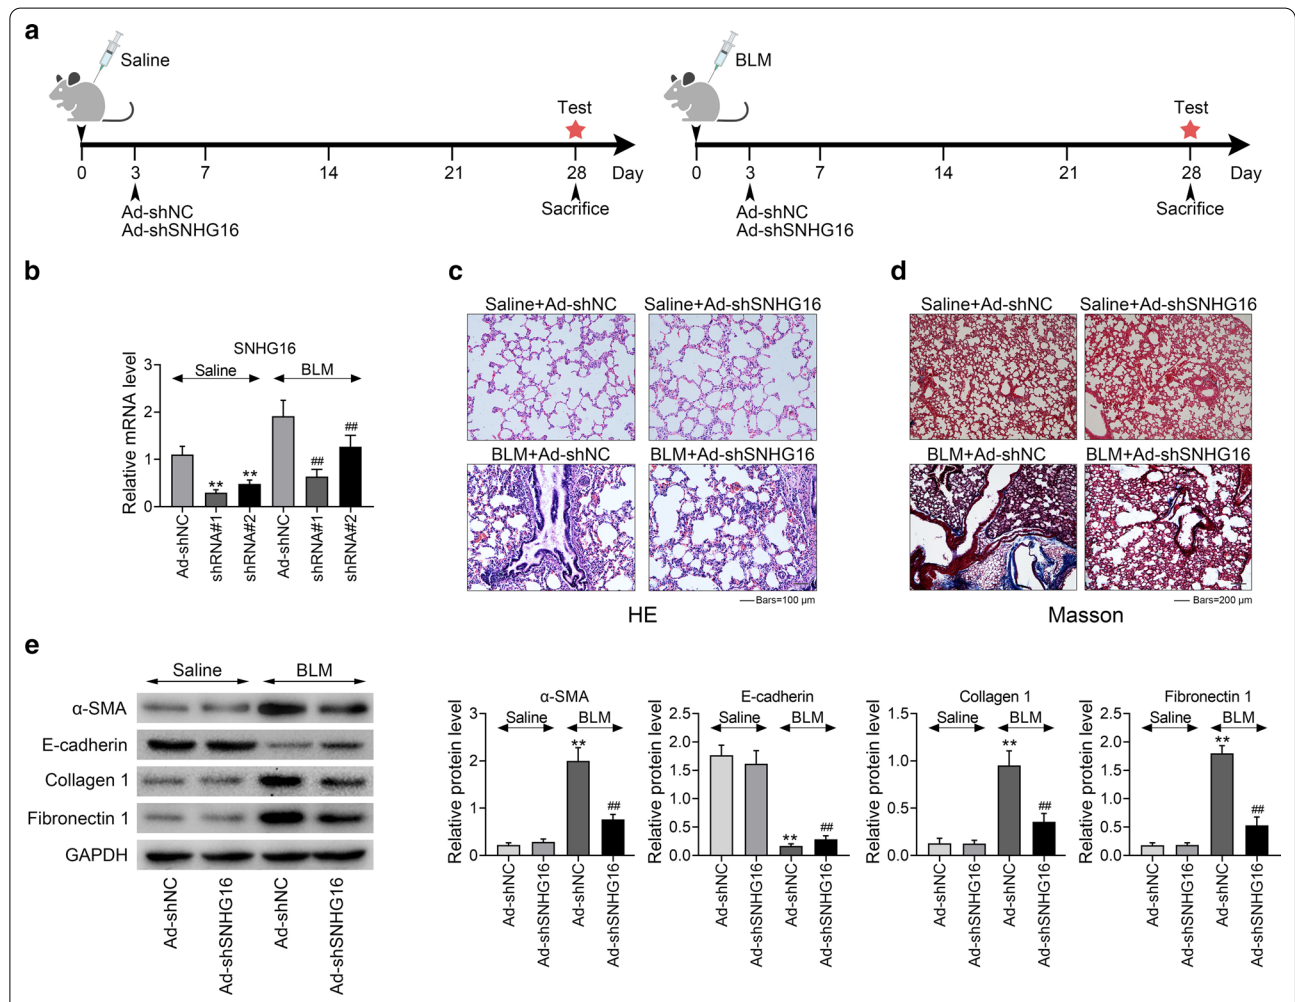 a
Saline
Test
0 3 7 14 21 28 Day
Ad-shNC
Ad-shSNHG16
Sacrifice
BLM
Test
0 3 7 14 21 28 Day
Ad-shNC
Ad-shSNHG16
Sacrifice
b
SNHG16
Saline BLM
Relative mRNA level
3
2
1
0
** ** ## ##
Ad-shNC
shRNA#1
shRNA#2
Ad-shNC
shRNA#1
shRNA#2
c
Saline+Ad-shNC Saline+Ad-shSNHG16
BLM+Ad-shNC BLM+Ad-shSNHG16
Bars=100 μm
HE
d
Saline+Ad-shNC Saline+Ad-shSNHG16
BLM+Ad-shNC BLM+Ad-shSNHG16
Bars=200 μm
Masson
e
Saline BLM
α-SMA
E-cadherin
Collagen 1
Fibronectin 1
GAPDH
Ad-shNC
Ad-shSNHG16
Ad-shNC
Ad-shSNHG16
α-SMA
Saline BLM
Relative protein level
3
2
1
0
** ##
Ad-shNC
Ad-shSNHG16
Ad-shNC
Ad-shSNHG16
E-cadherin
Saline BLM
Relative protein level
2.5
2.0
1.5
1.0
0.5
0.0
** ##
Ad-shNC
Ad-shSNHG16
Ad-shNC
Ad-shSNHG16
Collagen 1
Saline BLM
Relative protein level
1.5
1.0
0.5
0.0
** ##
Ad-shNC
Ad-shSNHG16
Ad-shNC
Ad-shSNHG16
Fibronectin 1
Saline BLM
Relative protein level
2.5
2.0
1.5
1.0
0.5
0.0
** ##
Ad-shNC
Ad-shSNHG16
Ad-shNC
Ad-shSNHG16